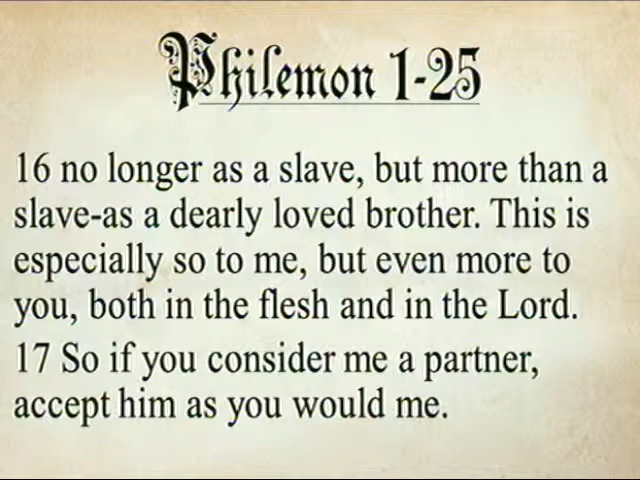 Philemon 1-25
16 no longer as a slave, but more than a
slave-as a dearly loved brother. This is
especially so to me, but even more to
you, both in the flesh and in the Lord.
17 So if you consider me a partner,
accept him as you would me.